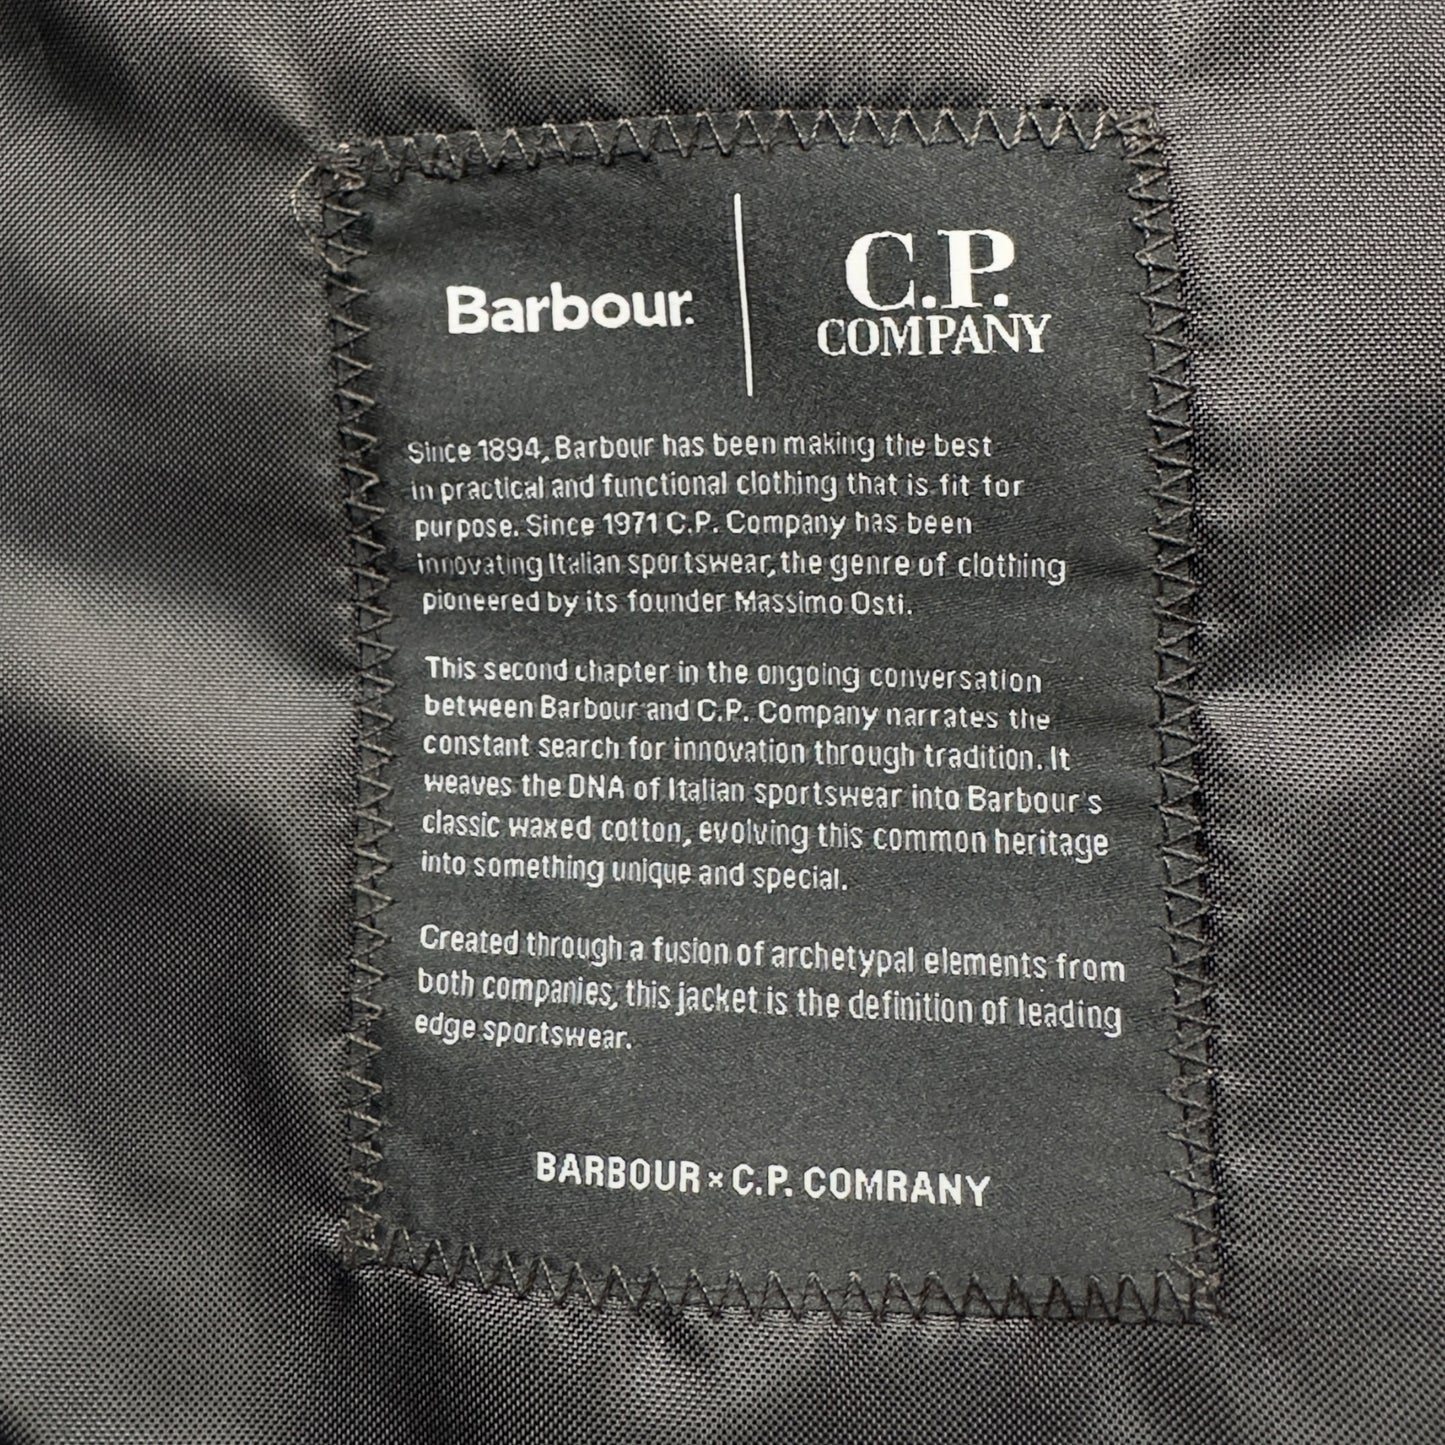 Barbour.
C.P.
COMPANY
Since 1894, Barbour has been making the best
in practical and functional clothing that is fit for
purpose. Since 1971 C.P. Company has been
innovating Italian sportswear, the genre of clothing
pioneered by its founder Massimo Osti.
This second chapter in the ongoing conversation
between Barbour and C.P. Company narrates the
constant search for innovation through tradition. It
weaves the DNA of Italian sportswear into Barbour's
classic waxed cotton, evolving this common heritage
into something unique and special.
Created through a fusion of archetypal elements from
both companies, this jacket is the definition of leading
edge sportswear.
BARBOUR × C.P. COMRANY